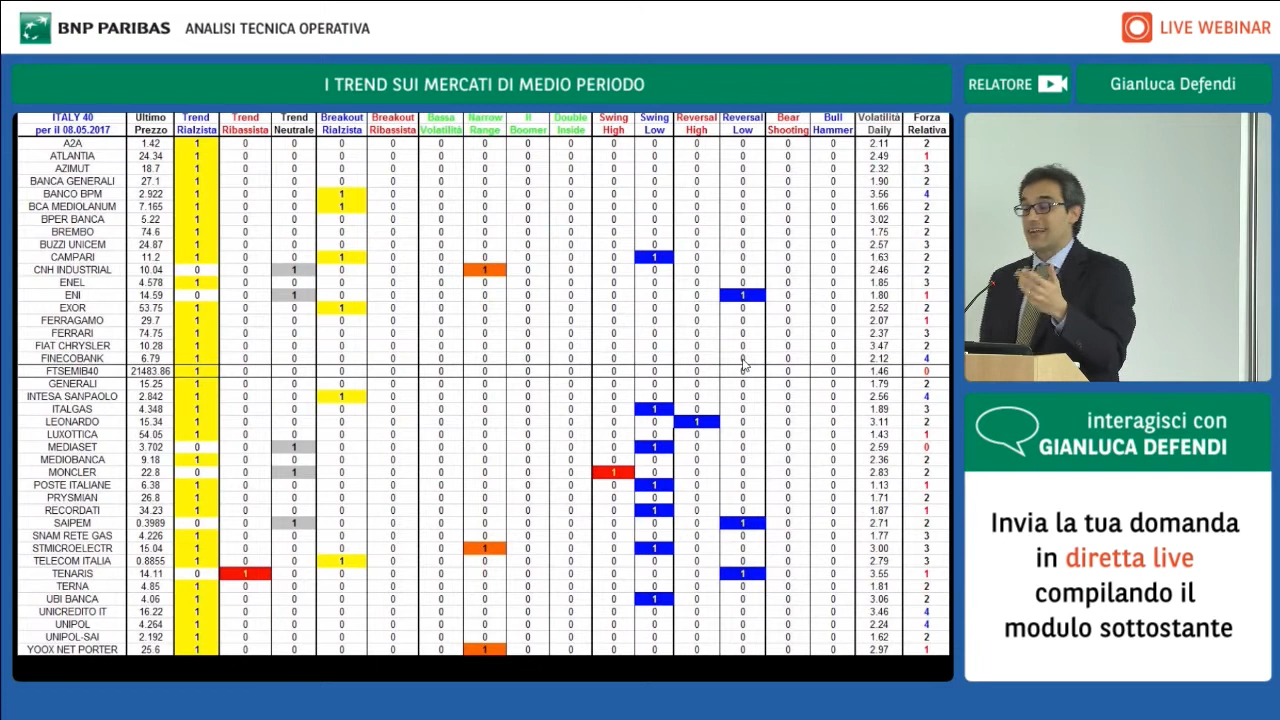 BNP PARIBAS ANALISI TECNICA OPERATIVA LIVE WEBINAR
I TREND SUI MERCATI DI MEDIO PERIODO RELATORE Gianluca Defendi
ITALY 40 Ultimo Trend Trend Trend Breakout Breakout Bassa Narrow Il Double Swing Swing Reversal Reversal Bear Bull Volatilità Forza
per il 08.05.2017 Prezzo Rialzista Ribassista Neutrale Rialzista Ribassista Volatilità Range Boomer Inside High Low High Low Shooting Hammer Daily Relativa
A2A 1.42 1 0 0 0 0 0 0 0 0 0 0 0 0 0 0 2.11 2
ATLANTIA 24.34 1 0 0 0 0 0 0 0 0 0 0 0 0 0 0 2.49 1
AZIMUT 18.7 1 0 0 0 0 0 0 0 0 0 0 0 0 0 0 2.32 3
BANCA GENERALI 27.1 1 0 0 0 0 0 0 0 0 0 0 0 0 0 0 1.90 2
BANCO BPM 2.922 1 0 0 1 0 0 0 0 0 0 0 0 0 0 0 3.56 4
BCA MEDIOLANUM 7.165 1 0 0 1 0 0 0 0 0 0 0 0 0 0 0 1.66 2
BPER BANCA 5.22 1 0 0 0 0 0 0 0 0 0 0 0 0 0 0 3.02 2
BREMBO 74.6 1 0 0 0 0 0 0 0 0 0 0 0 0 0 0 1.75 2
BUZZI UNICEM 24.87 1 0 0 0 0 0 0 0 0 0 0 0 0 0 0 2.57 3
CAMPARI 11.2 1 0 0 1 0 0 0 0 0 0 1 0 0 0 0 1.63 2
CNH INDUSTRIAL 10.04 0 0 1 0 0 0 1 0 0 0 0 0 0 0 0 2.46 2
ENEL 4.578 1 0 0 0 0 0 0 0 0 0 0 0 0 0 0 1.85 3
ENI 14.59 0 0 1 0 0 0 0 0 0 0 0 0 1 0 0 1.80 1
EXOR 53.75 1 0 0 1 0 0 0 0 0 0 0 0 0 0 0 2.52 2
FERRAGAMO 29.7 1 0 0 0 0 0 0 0 0 0 0 0 0 0 0 2.07 1
FERRARI 74.75 1 0 0 0 0 0 0 0 0 0 0 0 0 0 0 2.37 3
FIAT CHRYSLER 10.28 1 0 0 0 0 0 0 0 0 0 0 0 0 0 0 3.47 2
FINECOBANK 6.79 1 0 0 0 0 0 0 0 0 0 0 0 0 0 0 2.12 4
FTSEMIB40 21483.86 1 0 0 0 0 0 0 0 0 0 0 0 0 0 0 1.46 0
GENERALI 15.25 1 0 0 0 0 0 0 0 0 0 0 0 0 0 0 1.79 2
INTESA SANPAOLO 2.842 1 0 0 1 0 0 0 0 0 0 0 0 0 0 0 2.56 4
ITALGAS 4.348 1 0 0 0 0 0 0 0 0 0 1 0 0 0 0 1.89 3
LEONARDO 15.34 1 0 0 0 0 0 0 0 0 0 0 1 0 0 0 3.11 2
LUXOTTICA 54.05 1 0 0 0 0 0 0 0 0 0 0 0 0 0 0 1.43 1
MEDIASET 3.702 0 0 1 0 0 0 0 0 0 0 1 0 0 0 0 2.59 0
MEDIOBANCA 9.18 1 0 0 0 0 0 0 0 0 0 0 0 0 0 0 2.36 2
MONCLER 22.8 0 0 1 0 0 0 0 0 0 1 0 0 0 0 0 2.83 2
POSTE ITALIANE 6.38 1 0 0 0 0 0 0 0 0 0 1 0 0 0 0 1.13 1
PRYSMIAN 26.8 1 0 0 0 0 0 0 0 0 0 0 0 0 0 0 1.71 2
RECORDATI 34.23 1 0 0 0 0 0 0 0 0 0 1 0 0 0 0 1.87 1
SAIPEM 0.3989 0 0 1 0 0 0 0 0 0 0 0 0 1 0 0 2.71 2
SNAM RETE GAS 4.226 1 0 0 0 0 0 0 0 0 0 0 0 0 0 0 1.77 3
STMICROELECTR 15.04 1 0 0 0 0 0 1 0 0 0 1 0 0 0 0 3.00 3
TELECOM ITALIA 0.8855 1 0 0 1 0 0 0 0 0 0 0 0 0 0 0 2.79 3
TENARIS 14.11 0 1 0 0 0 0 0 0 0 0 0 0 1 0 0 3.55 1
TERNA 4.85 1 0 0 0 0 0 0 0 0 0 0 0 0 0 0 1.81 2
UBI BANCA 4.06 1 0 0 0 0 0 0 0 0 0 1 0 0 0 0 3.06 2
UNICREDITO IT 16.22 1 0 0 0 0 0 0 0 0 0 0 0 0 0 0 3.46 4
UNIPOL 4.264 1 0 0 0 0 0 0 0 0 0 0 0 0 0 0 2.24 4
UNIPOL-SAI 2.192 1 0 0 0 0 0 0 0 0 0 0 0 0 0 0 1.62 2
YOOX NET PORTER 25.6 1 0 0 0 0 0 1 0 0 0 0 0 0 0 0 2.97 1
interagisci con
GIANLUCA DEFENDI
Invia la tua domanda
in diretta live
compilando il
modulo sottostante